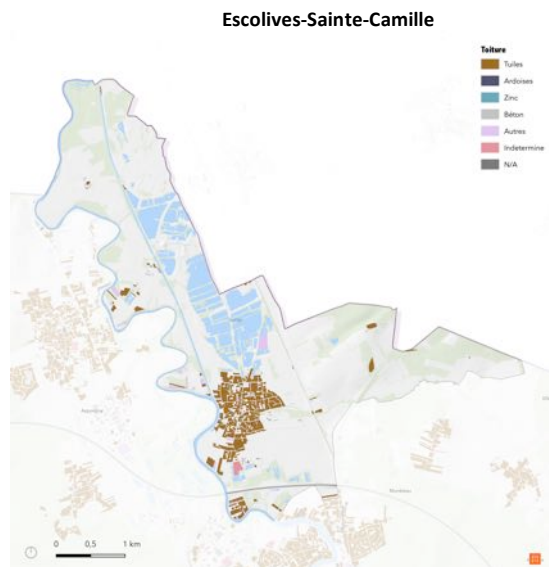 Escolives-Sainte-Camille
Toiture
Tuiles
Ardoises
Zinc
Béton
Autres
Indetermine
N/A
0 0,5 1 km